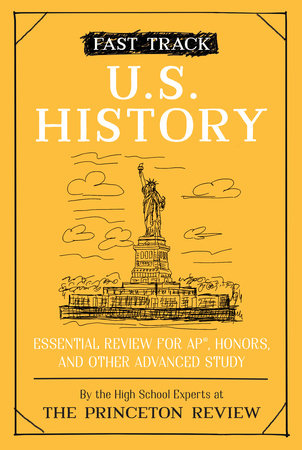 FAST TRACK
U.S.
HISTORY
ESSENTIAL REVIEW FOR AP®, HONORS,
AND OTHER ADVANCED STUDY
By the High School Experts at
THE PRINCETON REVIEW